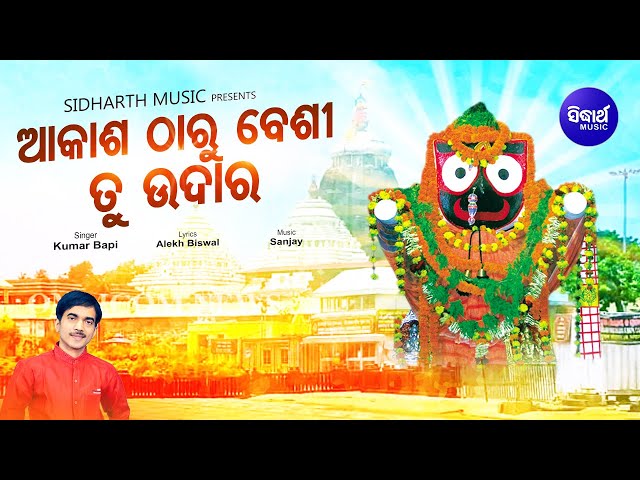 SIDHARTH MUSIC PRESENTS
ଆକାଶ ଠାରୁ ବେଶୀ
ତୁ ଉଦାର
Singer
Kumar Bapi
Lyrics
Alekh Biswal
Music
Sanjay
ସିଦ୍ଧାର୍ଥ
MUSIC